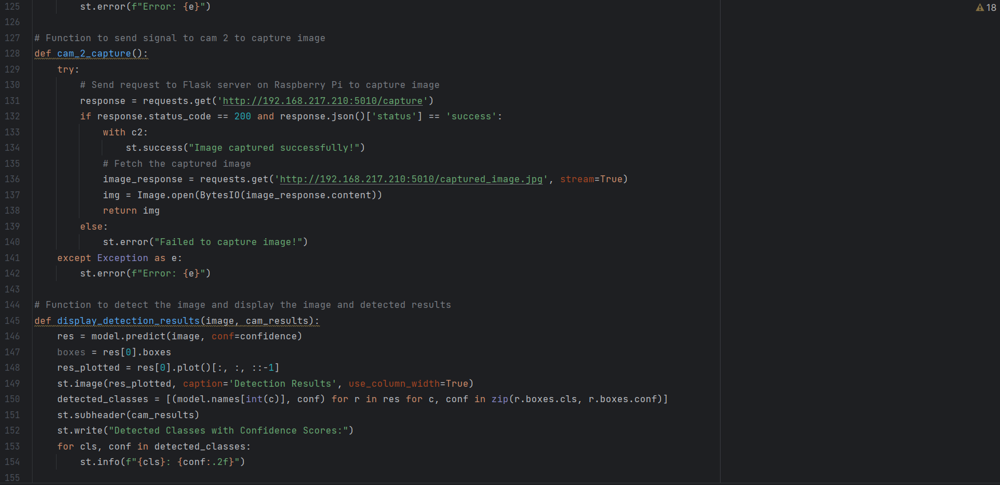 125         st.error(f"Error: {e}")
18
126
127 # Function to send signal to cam 2 to capture image
128 def cam_2_capture():
129     try:
130         # Send request to Flask server on Raspberry Pi to capture image
131         response = requests.get('http://192.168.217.210:5010/capture')
132         if response.status_code == 200 and response.json()['status'] == 'success':
133             with c2:
134                 st.success("Image captured successfully!")
135             # Fetch the captured image
136             image_response = requests.get('http://192.168.217.210:5010/captured_image.jpg', stream=True)
137             img = Image.open(BytesIO(image_response.content))
138             return img
139         else:
140             st.error("Failed to capture image!")
141     except Exception as e:
142         st.error(f"Error: {e}")
143
144 # Function to detect the image and display the image and detected results
145 def display_detection_results(image, cam_results):
146     res = model.predict(image, conf=confidence)
147     boxes = res[0].boxes
148     res_plotted = res[0].plot()[:, :, ::-1]
149     st.image(res_plotted, caption='Detection Results', use_column_width=True)
150     detected_classes = [(model.names[int(c)], conf) for r in res for c, conf in zip(r.boxes.cls, r.boxes.conf)]
151     st.subheader(cam_results)
152     st.write("Detected Classes with Confidence Scores:")
153     for cls, conf in detected_classes:
154         st.info(f"{cls}: {conf:.2f}")
155